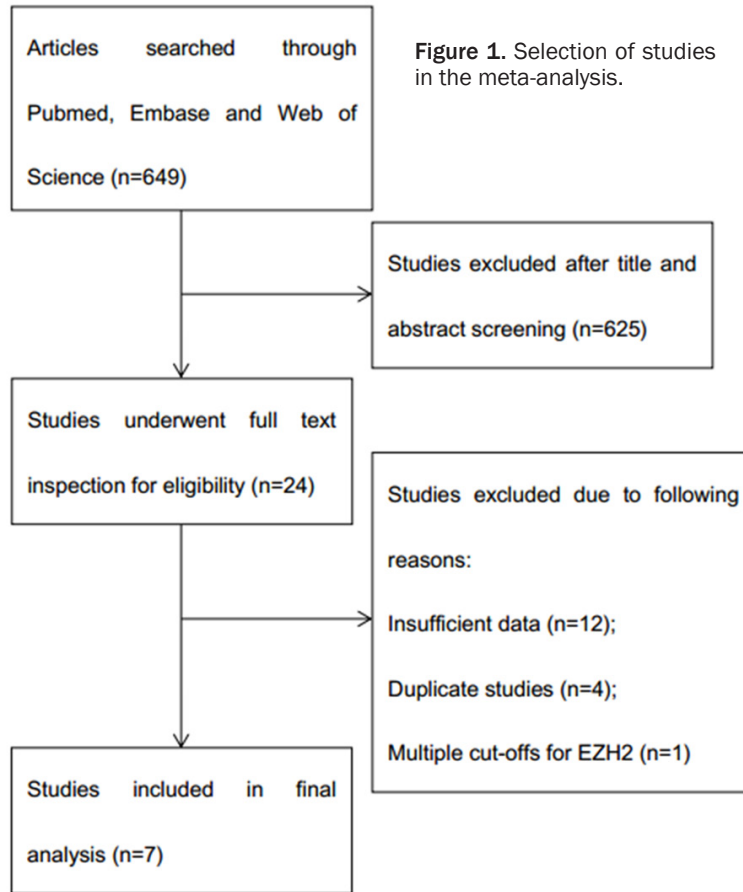 Articles searched through
Pubmed, Embase and Web of
Science (n=649)
Figure 1. Selection of studies
in the meta-analysis.
Studies excluded after title and
abstract screening (n=625)
Studies underwent full text
inspection for eligibility (n=24)
Studies excluded due to following
reasons:
Insufficient data (n=12);
Duplicate studies (n=4);
Multiple cut-offs for EZH2 (n=1)
Studies included in final
analysis (n=7)